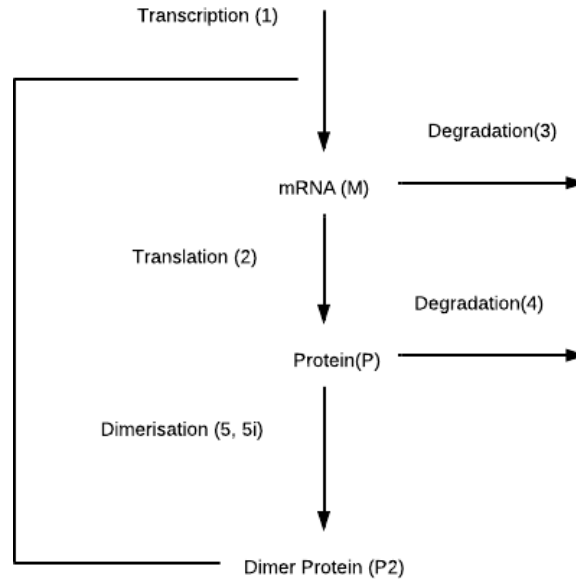 Transcription (1)
Degradation(3)
mRNA (M)
Translation (2)
Degradation(4)
Protein(P)
Dimerisation (5, 5i)
Dimer Protein (P2)